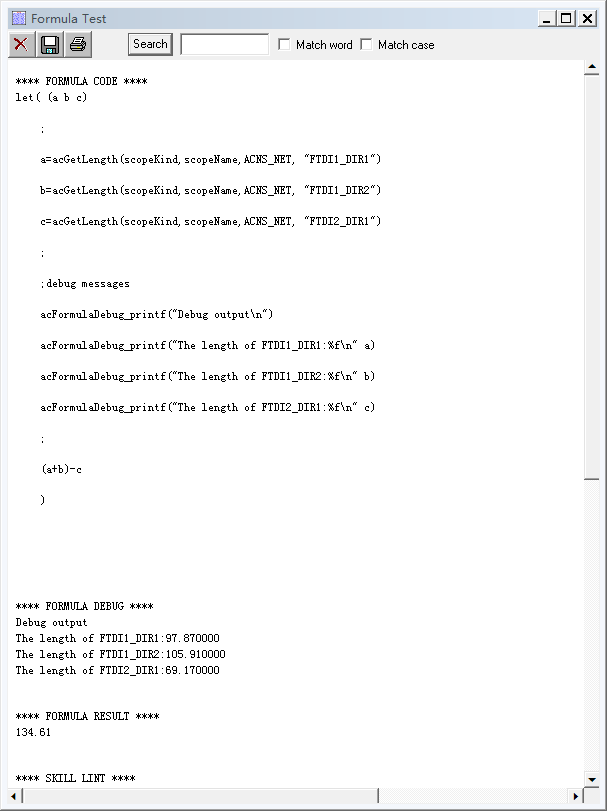 Formula Test
Search
Match word
Match case
**** FORMULA CODE ****
let( (a b c)
;
a=acGetLength(scopeKind,scopeName,ACNS_NET, "FTDI1_DIR1")
b=acGetLength(scopeKind,scopeName,ACNS_NET, "FTDI1_DIR2")
c=acGetLength(scopeKind,scopeName,ACNS_NET, "FTDI2_DIR1")
;
;debug messages
acFormulaDebug_printf("Debug output\n")
acFormulaDebug_printf("The length of FTDI1_DIR1:%f\n" a)
acFormulaDebug_printf("The length of FTDI1_DIR2:%f\n" b)
acFormulaDebug_printf("The length of FTDI2_DIR1:%f\n" c)
;
(a+b)-c
)
**** FORMULA DEBUG ****
Debug output
The length of FTDI1_DIR1:97.870000
The length of FTDI1_DIR2:105.910000
The length of FTDI2_DIR1:69.170000
**** FORMULA RESULT ****
134.61
**** SKILL LINT ****